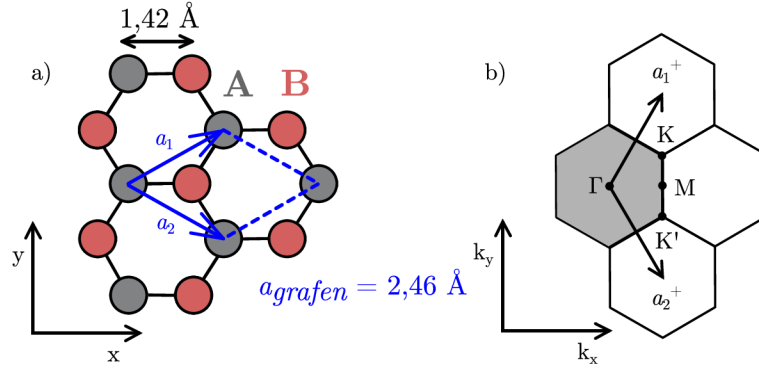 1,42 Å
a)
A
B
a1
a2
y
x
agrafen = 2,46 Å
b)
a1+
K
Γ
M
K'
ky
a2+
kx